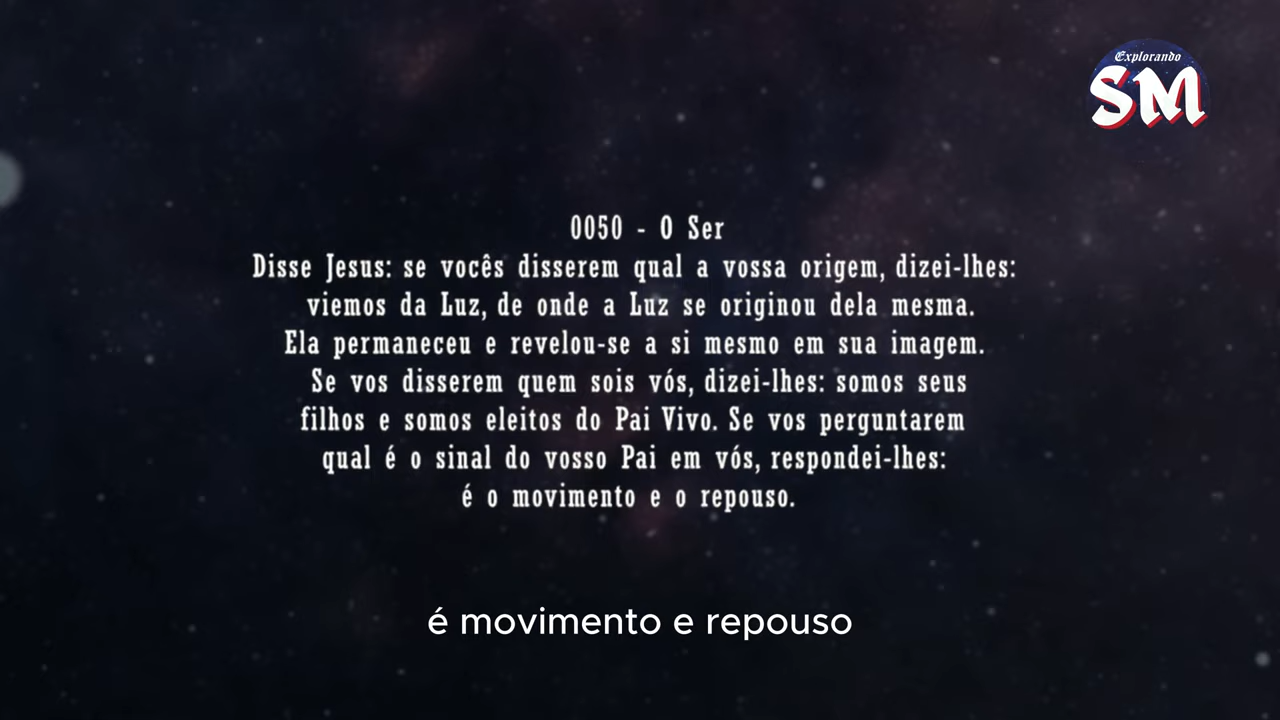 Explorando
SM
0050 - O Ser
Disse Jesus: se vocês disserem qual a vossa origem, dizei-lhes:
viemos da Luz, de onde a Luz se originou dela mesma.
Ela permaneceu e revelou-se a si mesmo em sua imagem.
Se vos disserem quem sois vós, dizei-lhes: somos seus
filhos e somos eleitos do Pai Vivo. Se vos perguntarem
qual é o sinal do vosso Pai em vós, respondei-lhes:
é o movimento e o repouso.
é movimento e repouso